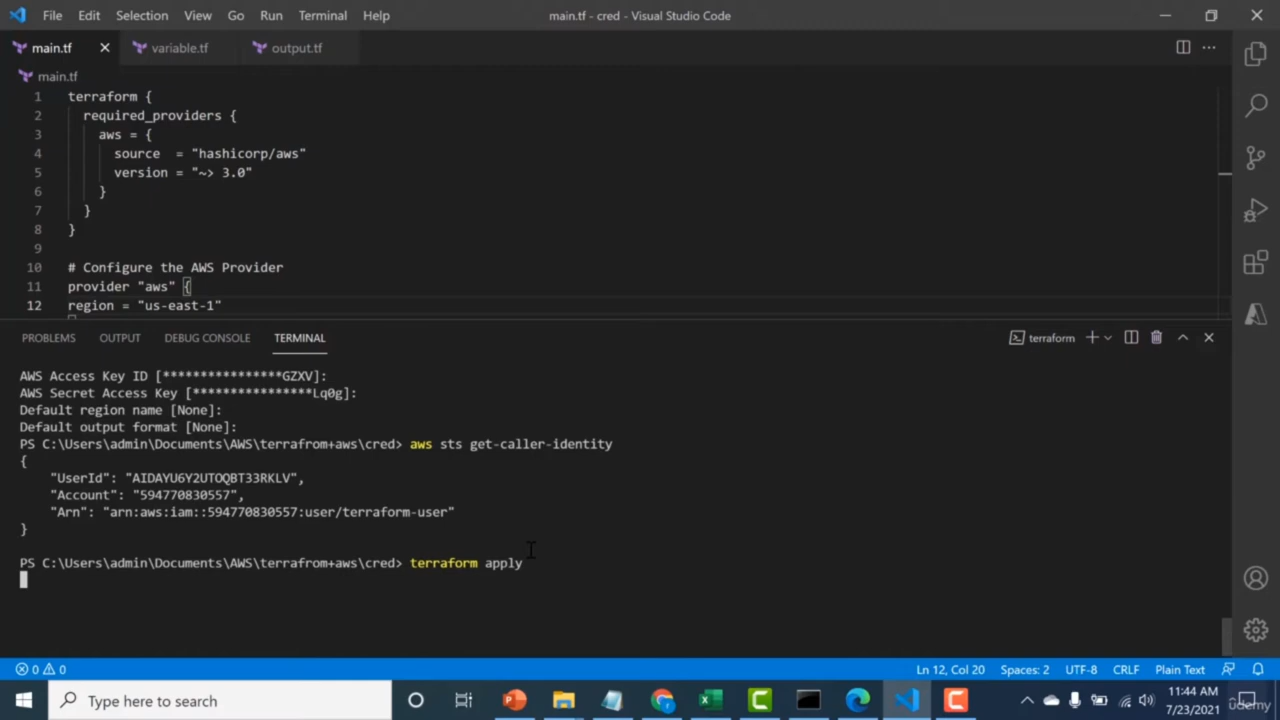 File Edit Selection View Go Run Terminal Help main.tf - cred - Visual Studio Code
main.tf variable.tf output.tf
main.tf
1 terraform {
2 required_providers {
3 aws = {
4 source = "hashicorp/aws"
5 version = "~> 3.0"
6 }
7 }
8 }
9
10 # Configure the AWS Provider
11 provider "aws" {
12 region = "us-east-1"
PROBLEMS OUTPUT DEBUG CONSOLE TERMINAL terraform
AWS Access Key ID [****************GZXV]:
AWS Secret Access Key [****************Lq0g]:
Default region name [None]:
Default output format [None]:
PS C:\Users\admin\Documents\AWS\terrafrom+aws\cred> aws sts get-caller-identity
{
"UserId": "AIDAYU6Y2UTOQBT33RKLV",
"Account": "594770830557",
"Arn": "arn:aws:iam::594770830557:user/terraform-user"
}
PS C:\Users\admin\Documents\AWS\terrafrom+aws\cred> terraform apply
0 0 Ln 12, Col 20 Spaces: 2 UTF-8 CRLF Plain Text
Type here to search
11:44 AM
7/23/2021
udemy